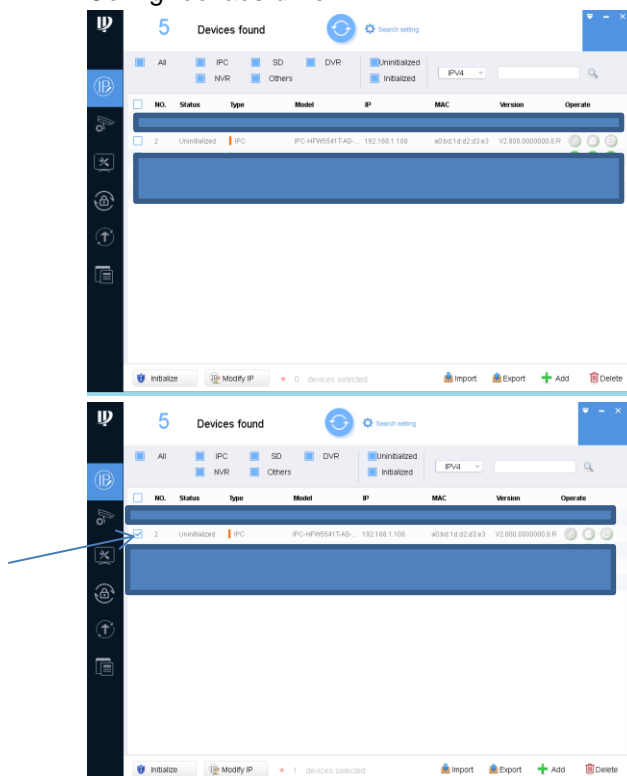 5 Devices found Search setting
All IPC SD DVR Uninitialized
NVR Others Initialized IPV4
NO. Status Type Model IP MAC Version Operate
2 Uninitialized IPC IPC-HFW5541T-AS-... 192.168.1.108 a0:bd:1d:d2:d3:e3 V2.800.0000000.8.R
Initialize Modify IP 0 devices selected Import Export Add Delete
5 Devices found Search setting
All IPC SD DVR Uninitialized
NVR Others Initialized IPV4
NO. Status Type Model IP MAC Version Operate
2 Uninitialized IPC IPC-HFW5541T-AS-... 192.168.1.108 a0:bd:1d:d2:d3:e3 V2.800.0000000.8.R
Initialize Modify IP 1 devices selected Import Export Add Delete